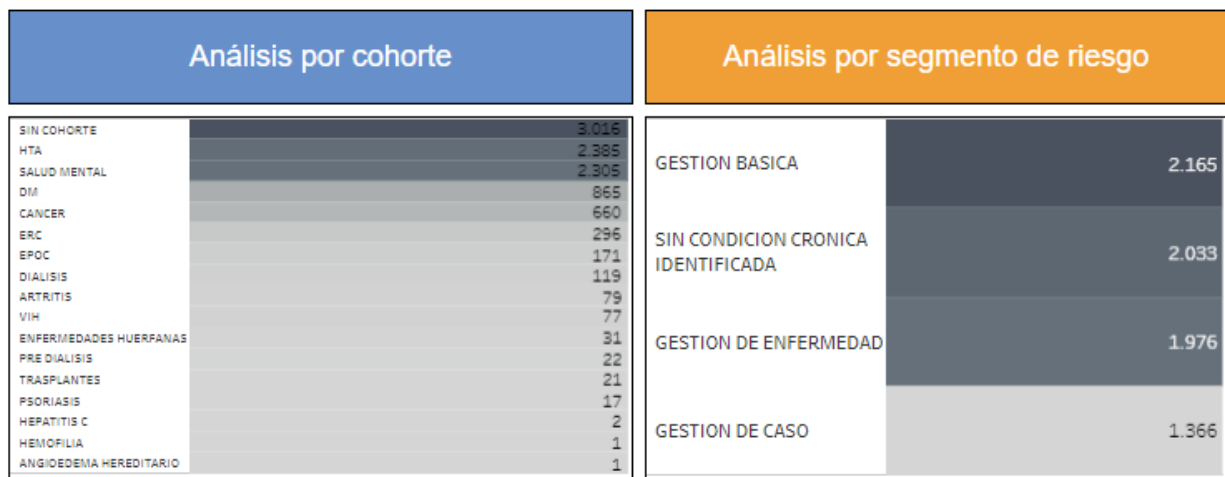 Análisis por cohorte
SIN COHORTE 3.016
HTA 2.385
SALUD MENTAL 2.305
DM 865
CANCER 660
ERC 296
EPOC 171
DIALISIS 119
ARTRITIS 79
VIH 77
ENFERMEDADES HUERFANAS 31
PRE DIALISIS 22
TRASPLANTES 21
PSORIASIS 17
HEPATITIS C 2
HEMOFILIA 1
ANGIOEDEMA HEREDITARIO 1
Análisis por segmento de riesgo
GESTION BASICA 2.165
SIN CONDICION CRONICA
IDENTIFICADA 2.033
GESTION DE ENFERMEDAD 1.976
GESTION DE CASO 1.366